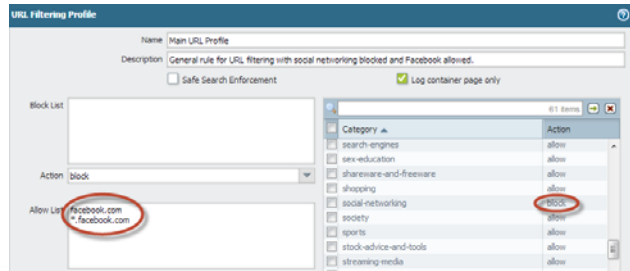 URL Filtering Profile
Name Main URL Profile
Description General rule for URL filtering with social networking blocked and Facebook allowed.
Safe Search Enforcement Log container page only
Block List
61 items
Category Action
search-engines allow
sex-education allow
shareware-and-freeware allow
shopping allow
Action block
social-networking block
Allow List facebook.com
*.facebook.com
society allow
sports allow
stock-advice-and-tools allow
streaming-media allow